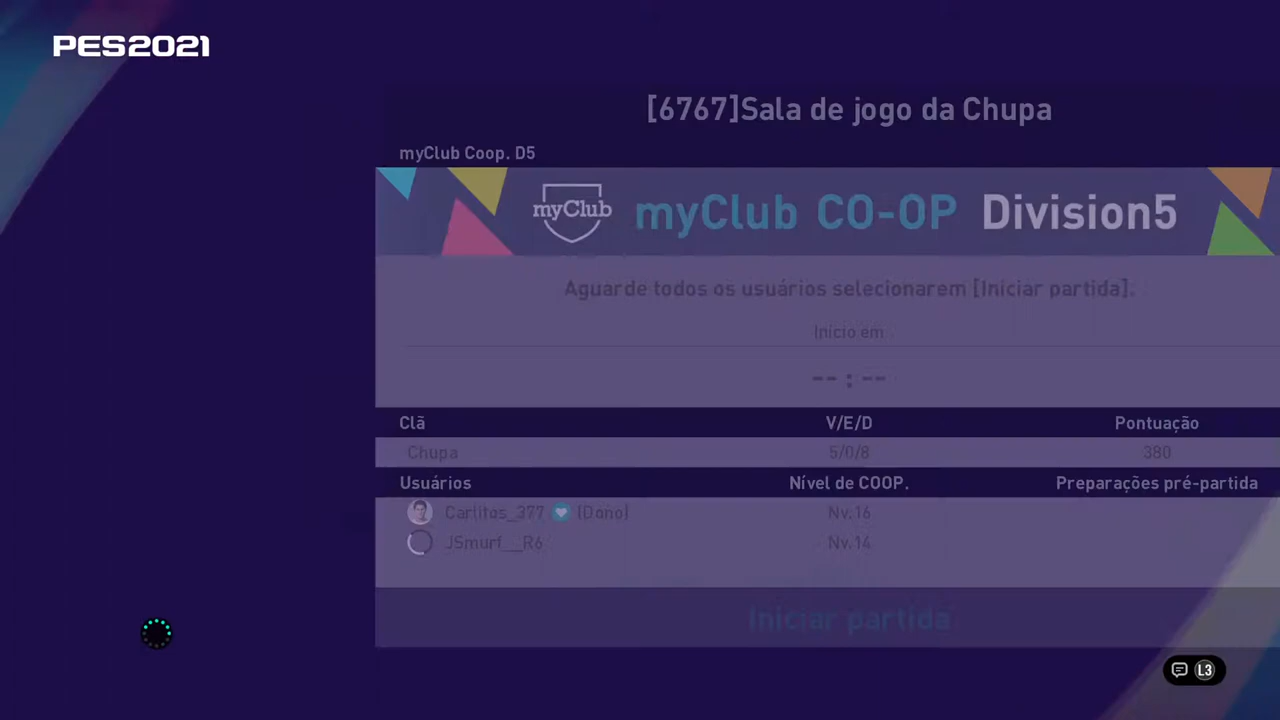 PES2021
[6767]Sala de jogo da Chupa
myClub Coop. D5
myClub myClub CO-OP Division5
Aguarde todos os usuários selecionarem [Iniciar partida].
Início em
-- : --
Clã V/E/D Pontuação
Chupa 5/0/8 380
Usuários Nível de COOP. Preparações pré-partida
Carlitos_377 (Dono) Nv.16
JSmurf__R6 Nv.14
Iniciar partida
L3